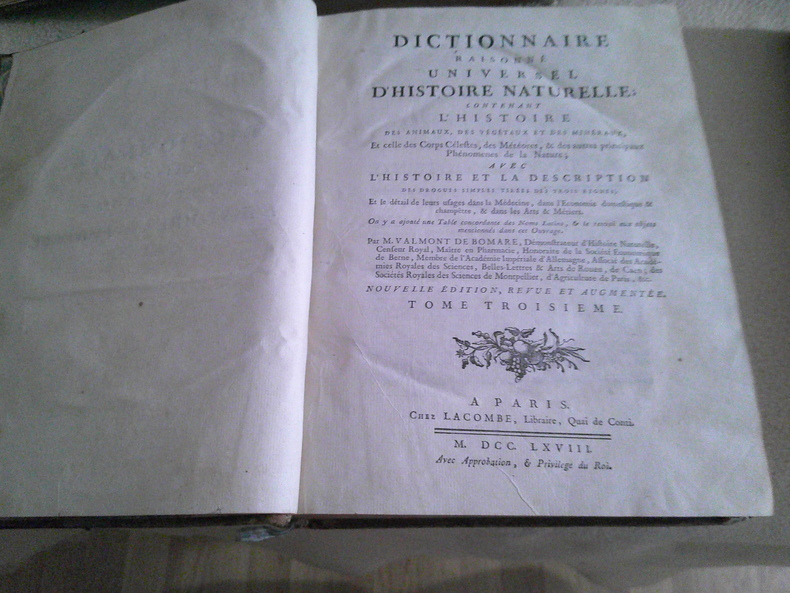 DICTIONNAIRE
RAISONNÉ
UNIVERSEL
D'HISTOIRE NATURELLE;
CONTENANT
L'HISTOIRE
DES ANIMAUX, DES VÉGÉTAUX ET DES MINÉRAUX,
Et celle des Corps Célestes, des Météores, & des autres principaux
Phénomenes de la Nature;
AVEC
L'HISTOIRE ET LA DESCRIPTION
DES DROGUES SIMPLES TIRÉES DES TROIS REGNES;
Et le détail de leurs usages dans la Médecine, dans l'Economie domestique &
champêtre, & dans les Arts & Métiers.
On y a ajouté une Table concordante des Noms Latins, & le renvoi aux objets
mentionnés dans cet Ouvrage.
Par M. VALMONT DE BOMARE, Démonstrateur d'Histoire Naturelle,
Censeur Royal, Maître en Pharmacie, Honoraire de la Société Economique
de Berne, Membre de l'Académie Impériale d'Allemagne, Associé des Acadé-
mies Royales des Sciences, Belles-Lettres & Arts de Rouen, de Caen; des
Sociétés Royales des Sciences de Montpellier, d'Agriculture de Paris, &c.
NOUVELLE ÉDITION, REVUE ET AUGMENTÉE.
TOME TROISIEME.
A PARIS.
Chez LACOMBE, Libraire, Quai de Conti.
M. DCC. LXVIII.
Avec Approbation, & Privilege du Roi.